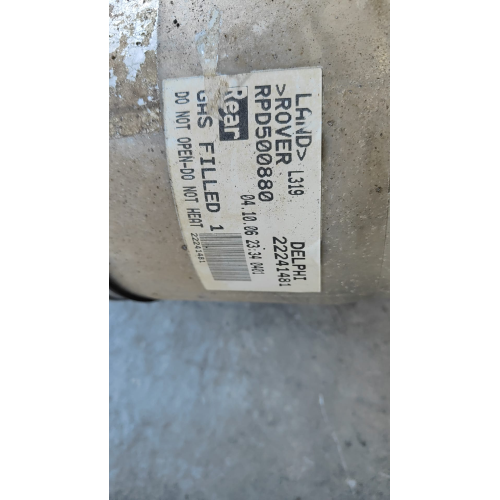 LAND> L319
>ROVER DELPHI
RPD500880 22241481
Rear 04.10.06 23:34 0401
GAS FILLED 1
DO NOT OPEN-DO NOT HEAT 22241481